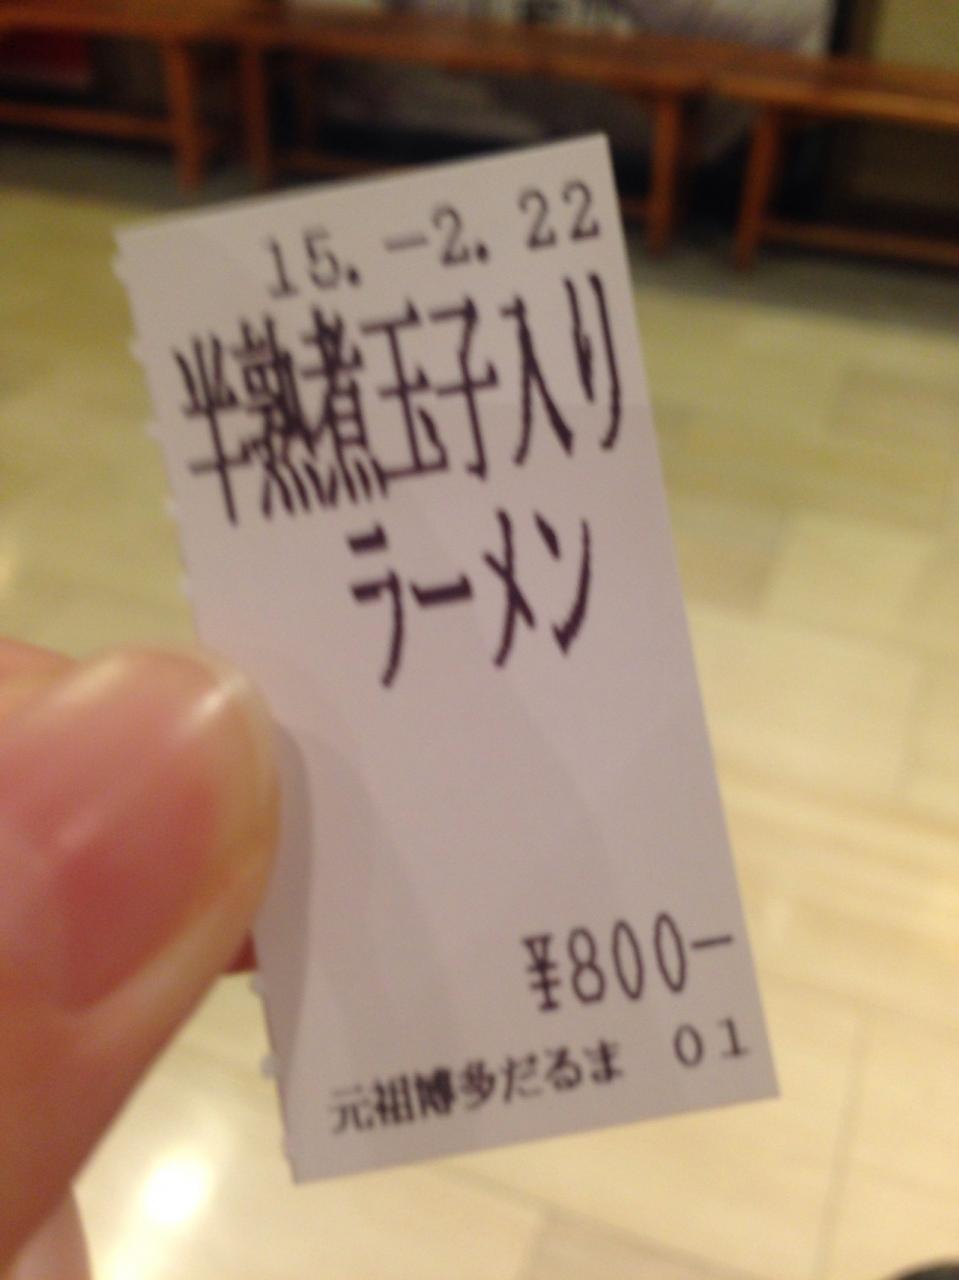 15.-2.22
半熟煮玉子入り
ラーメン
¥800-
元祖博多だるま 01